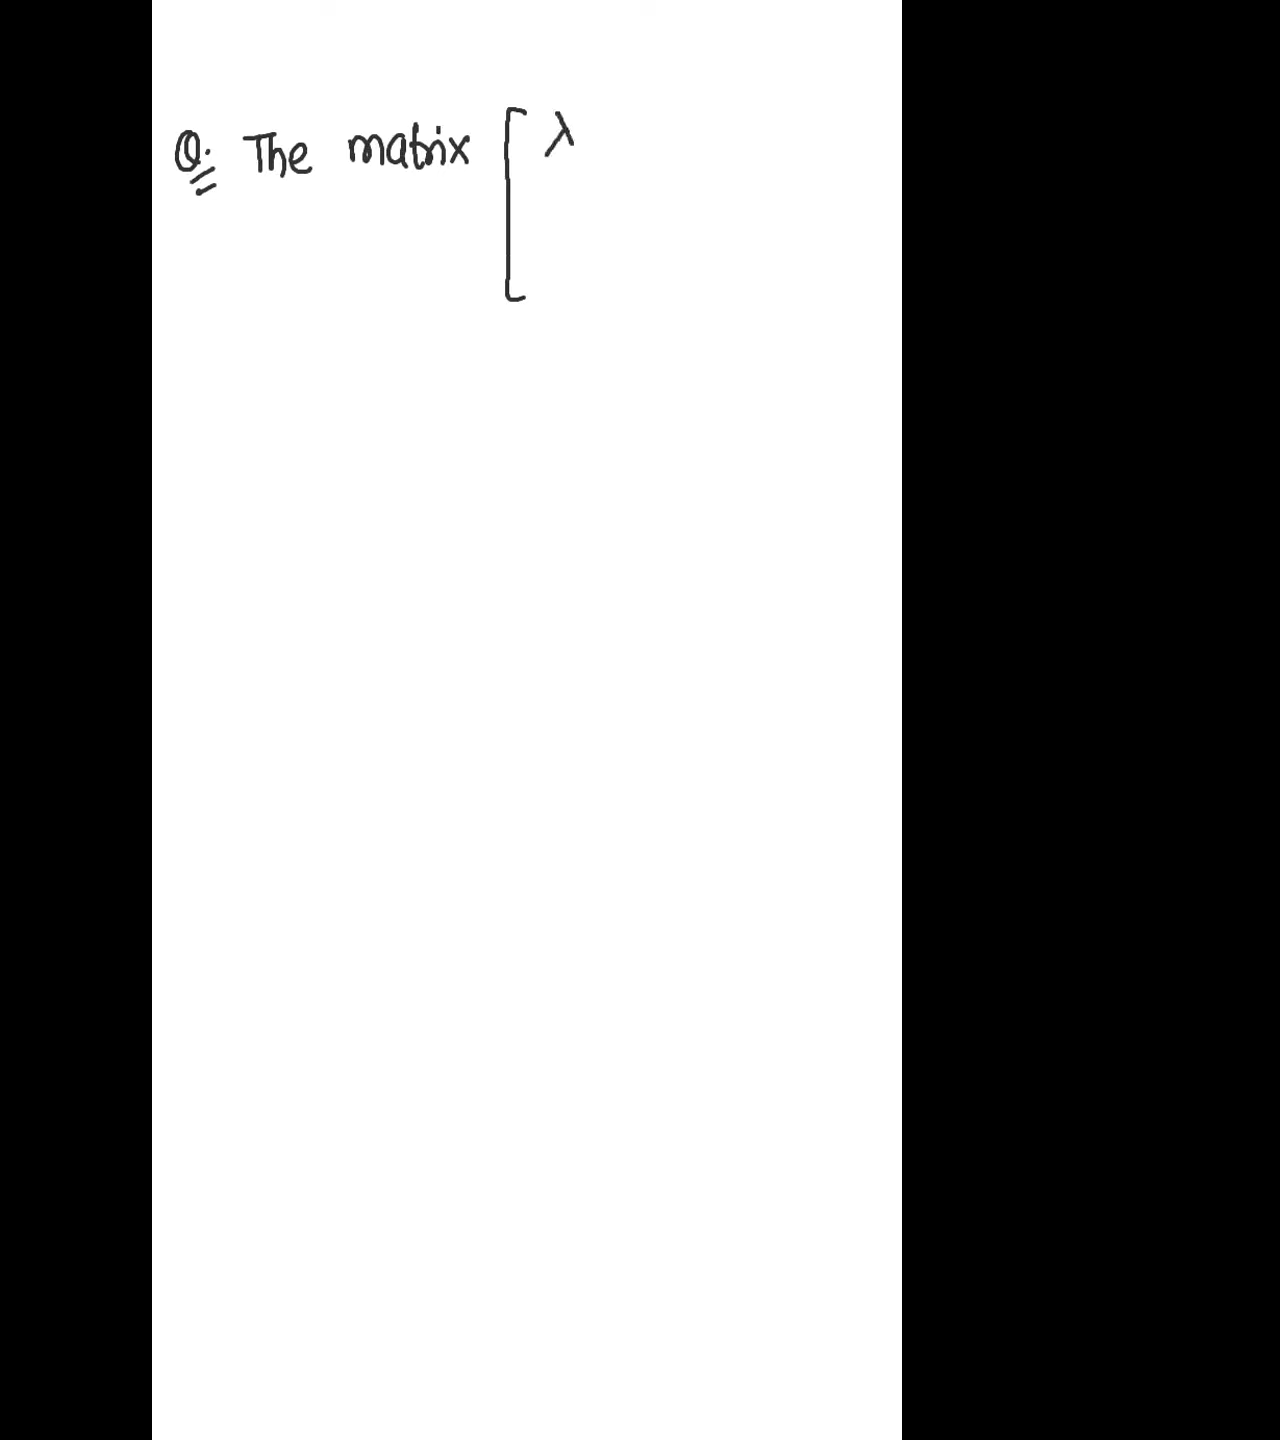 Q. The matrix [ λ